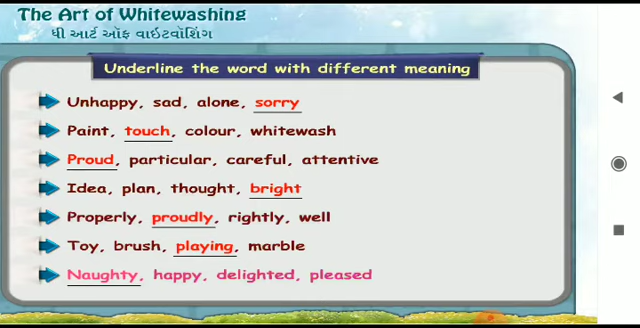 The Art of Whitewashing
ધી આર્ટ ઑફ વાઇટવૉશિંગ
Underline the word with different meaning
Unhappy, sad, alone, sorry
Paint, touch, colour, whitewash
Proud, particular, careful, attentive
Idea, plan, thought, bright
Properly, proudly, rightly, well
Toy, brush, playing, marble
Naughty, happy, delighted, pleased